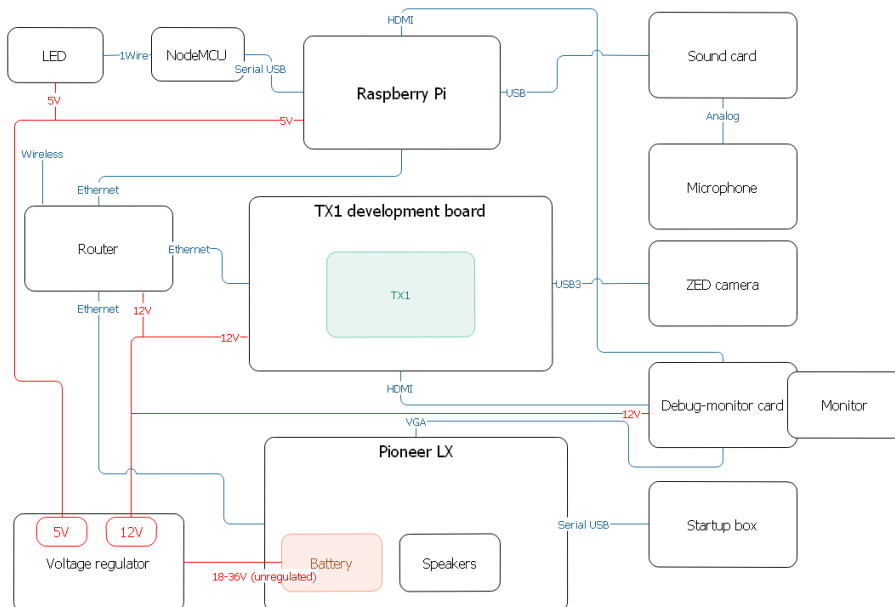 HDMI
LED
1Wire
NodeMCU
Serial USB
Raspberry Pi
USB
Sound card
5V
5V
Analog
Wireless
Microphone
Ethernet
TX1 development board
Router
Ethernet
TX1
USB3
ZED camera
Ethernet
12V
12V
HDMI
Debug-monitor card
Monitor
12V
VGA
Pioneer LX
5V
12V
Serial USB
Startup box
Voltage regulator
Battery
Speakers
18-36V (unregulated)